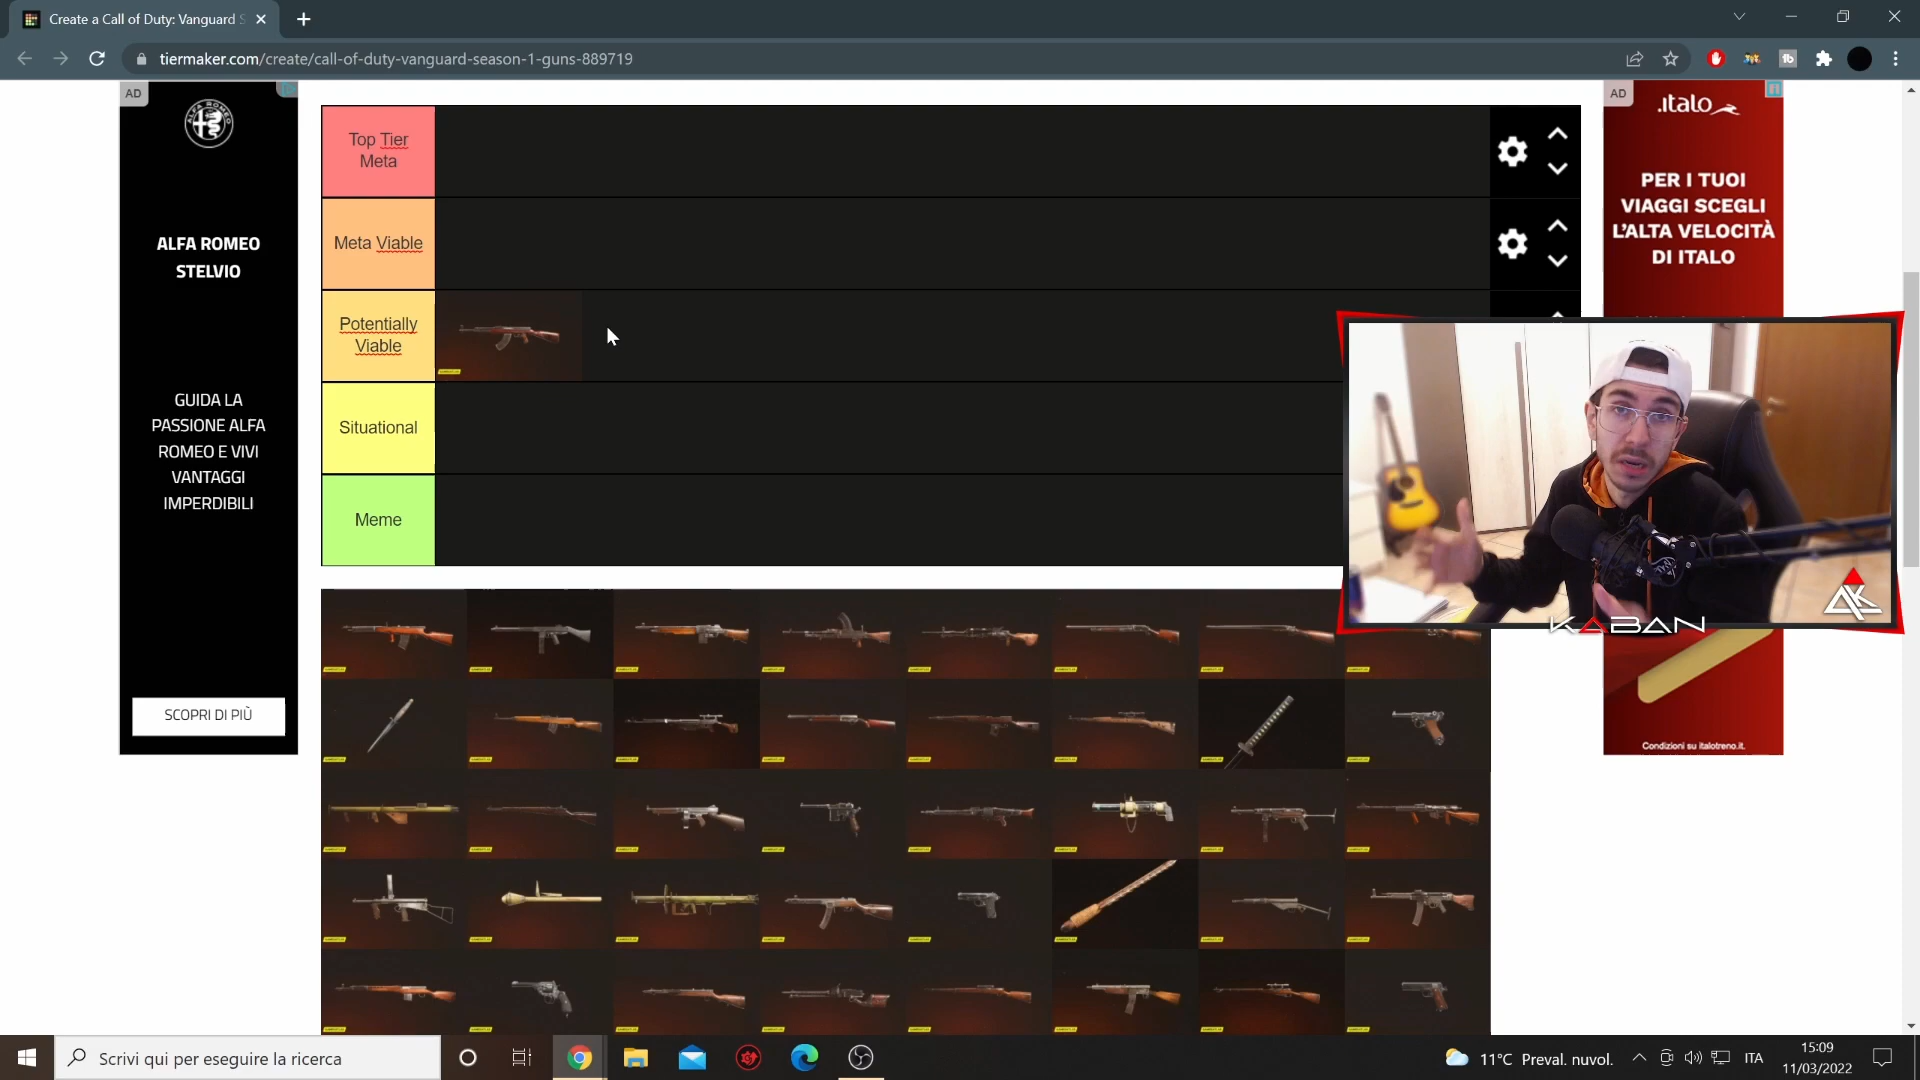 Create a Call of Duty: Vanguard S
tiermaker.com/create/call-of-duty-vanguard-season-1-guns-889719
AD
ALFA ROMEO
STELVIO
GUIDA LA
PASSIONE ALFA
ROMEO E VIVI
VANTAGGI
IMPERDIBILI
SCOPRI DI PIÙ
Top Tier
Meta
Meta Viable
Potentially
Viable
Situational
Meme
AD
.italo
PER I TUOI
VIAGGI SCEGLI
L'ALTA VELOCITÀ
DI ITALO
Condizioni su italotreno.it.
KABAN
Scrivi qui per eseguire la ricerca
11°C Preval. nuvol.
ITA
15:09
11/03/2022